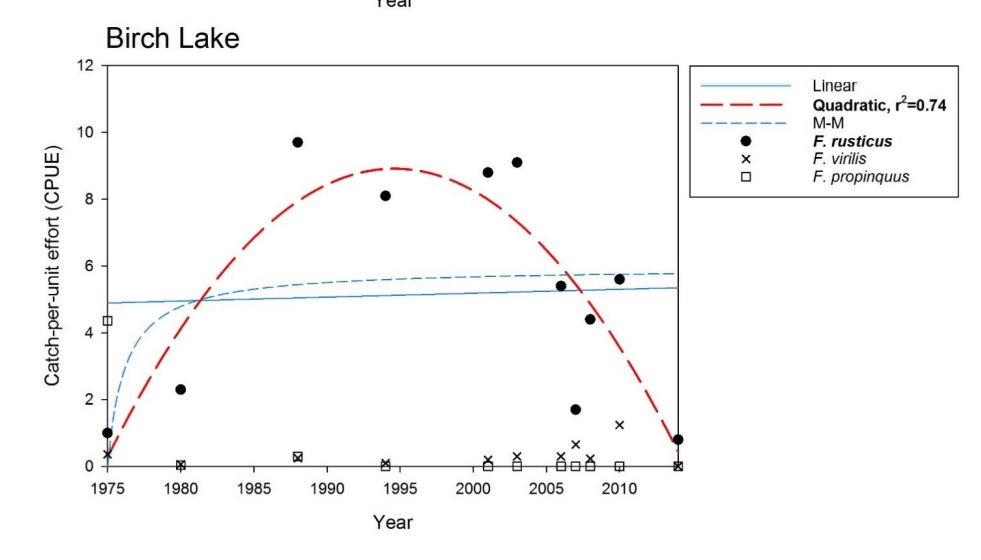 Year
Birch Lake
12
10
8
6
4
2
0
Catch-per-unit effort (CPUE)
1975 1980 1985 1990 1995 2000 2005 2010
Year
Linear
Quadratic, r²=0.74
M-M
F. rusticus
F. virilis
F. propinquus